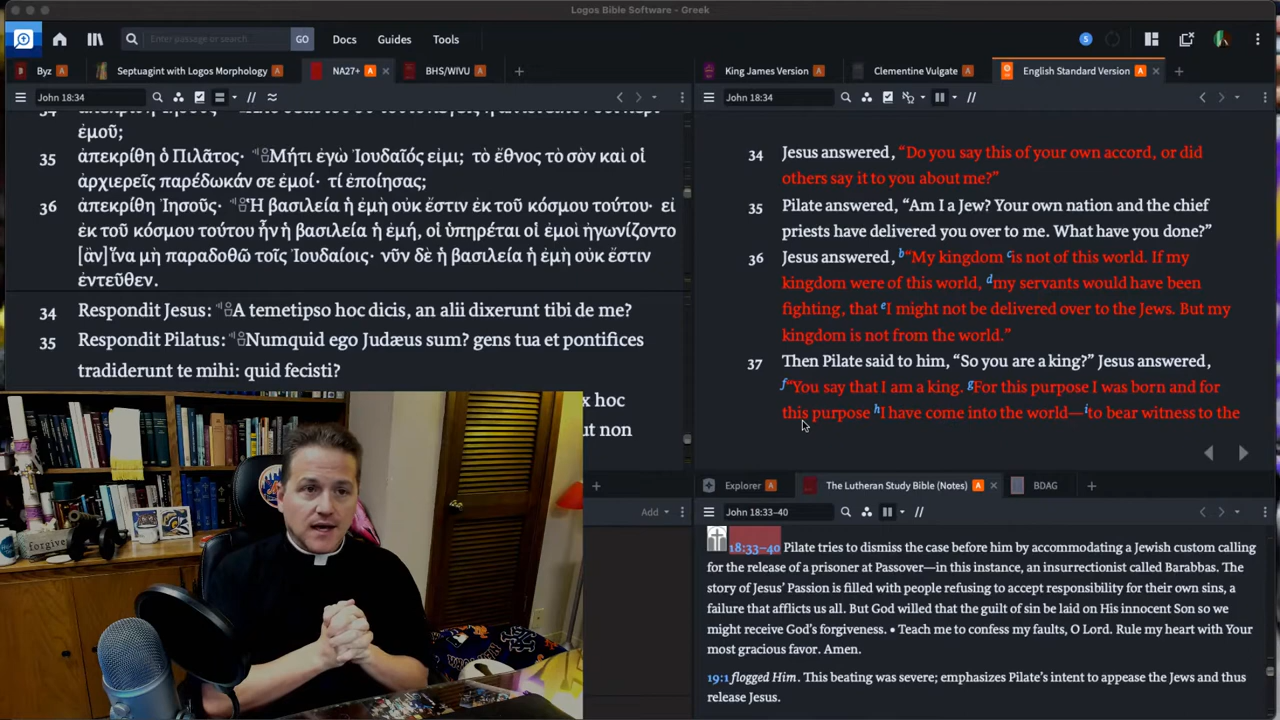 Logos Bible Software - Greek
Enter passage or search
GO
Docs
Guides
Tools
S
Byz A
Septuagint with Logos Morphology A
NA27+ A
BHS/WIVU A
King James Version A
Clementine Vulgate A
English Standard Version A
John 18:34
John 18:34
ἐμοῦ;
35 ἀπεκρίθη ὁ Πιλᾶτος· Μήτι ἐγὼ Ἰουδαῖός εἰμι; τὸ ἔθνος τὸ σὸν καὶ οἱ
ἀρχιερεῖς παρέδωκάν σε ἐμοί· τί ἐποίησας;
36 ἀπεκρίθη Ἰησοῦς· Ἡ βασιλεία ἡ ἐμὴ οὐκ ἔστιν ἐκ τοῦ κόσμου τούτου· εἰ
ἐκ τοῦ κόσμου τούτου ἦν ἡ βασιλεία ἡ ἐμή, οἱ ὑπηρέται οἱ ἐμοὶ ἠγωνίζοντο
[ἂν] ἵνα μὴ παραδοθῶ τοῖς Ἰουδαίοις· νῦν δὲ ἡ βασιλεία ἡ ἐμὴ οὐκ ἔστιν
ἐντεῦθεν.
34 Respondit Jesus: A temetipso hoc dicis, an alii dixerunt tibi de me?
35 Respondit Pilatus: Numquid ego Judæus sum? gens tua et pontifices
tradiderunt te mihi: quid fecisti?
hoc
ut non
34 Jesus answered, “Do you say this of your own accord, or did
others say it to you about me?”
35 Pilate answered, “Am I a Jew? Your own nation and the chief
priests have delivered you over to me. What have you done?”
36 Jesus answered, b“My kingdom cis not of this world. If my
kingdom were of this world, dmy servants would have been
fighting, that eI might not be delivered over to the Jews. But my
kingdom is not from the world.”
37 Then Pilate said to him, “So you are a king?” Jesus answered,
f“You say that I am a king. gFor this purpose I was born and for
this purpose hI have come into the world—ito bear witness to the
Add
Explorer A
The Lutheran Study Bible (Notes) A
BDAG
John 18:33–40
18:33–40 Pilate tries to dismiss the case before him by accommodating a Jewish custom calling
for the release of a prisoner at Passover—in this instance, an insurrectionist called Barabbas. The
story of Jesus’ Passion is filled with people refusing to accept responsibility for their own sins, a
failure that afflicts us all. But God willed that the guilt of sin be laid on His innocent Son so we
might receive God’s forgiveness. • Teach me to confess my faults, O Lord. Rule my heart with Your
most gracious favor. Amen.
19:1 flogged Him. This beating was severe; emphasizes Pilate’s intent to appease the Jews and thus
release Jesus.
forgive